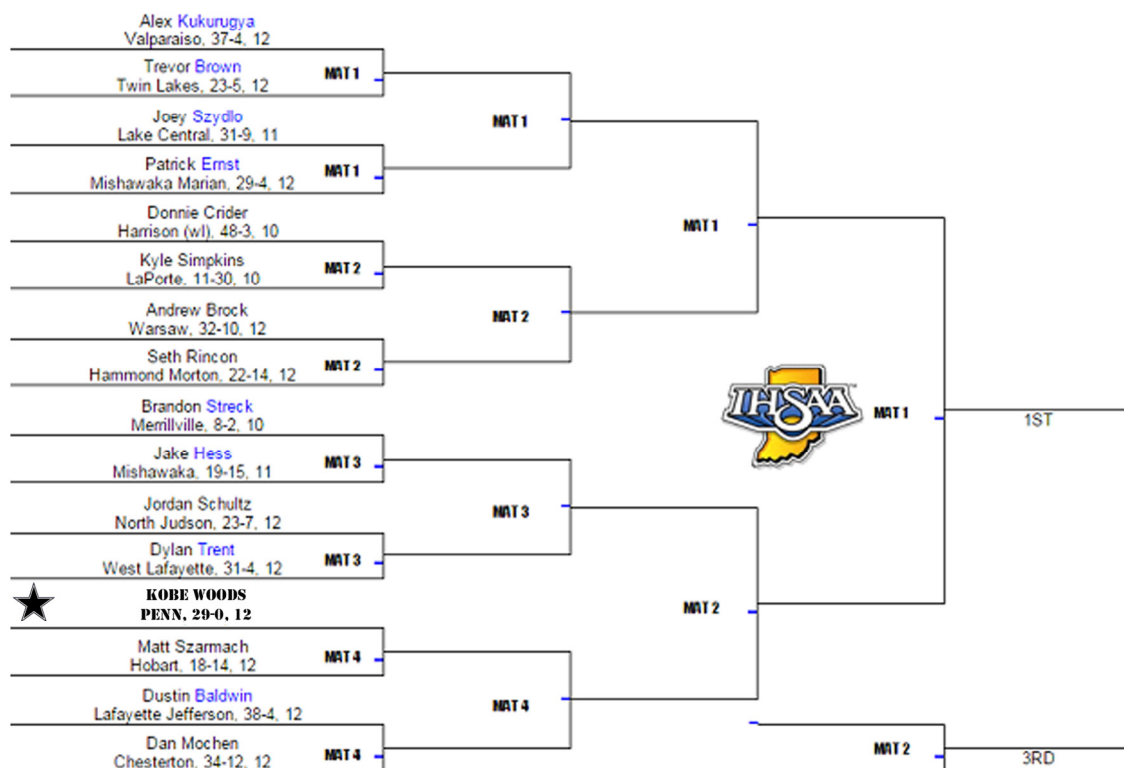 Alex Kukurugya
Valparaiso, 37-4, 12
Trevor Brown
Twin Lakes, 23-5, 12
MAT 1
Joey Szydlo
Lake Central, 31-9, 11
MAT 1
Patrick Ernst
Mishawaka Marian, 29-4, 12
MAT 1
Donnie Crider
Harrison (wl), 48-3, 10
MAT 1
Kyle Simpkins
LaPorte, 11-30, 10
MAT 2
Andrew Brock
Warsaw, 32-10, 12
MAT 2
Seth Rincon
Hammond Morton, 22-14, 12
MAT 2
Brandon Streck
Merrillville, 8-2, 10
IHSAA
MAT 1
1ST
Jake Hess
Mishawaka, 19-15, 11
MAT 3
Jordan Schultz
North Judson, 23-7, 12
MAT 3
Dylan Trent
West Lafayette, 31-4, 12
MAT 3
KOBE WOODS
PENN, 29-0, 12
MAT 2
Matt Szarmach
Hobart, 18-14, 12
MAT 4
Dustin Baldwin
Lafayette Jefferson, 38-4, 12
MAT 4
Dan Mochen
Chesterton, 34-12, 12
MAT 4
MAT 2
3RD